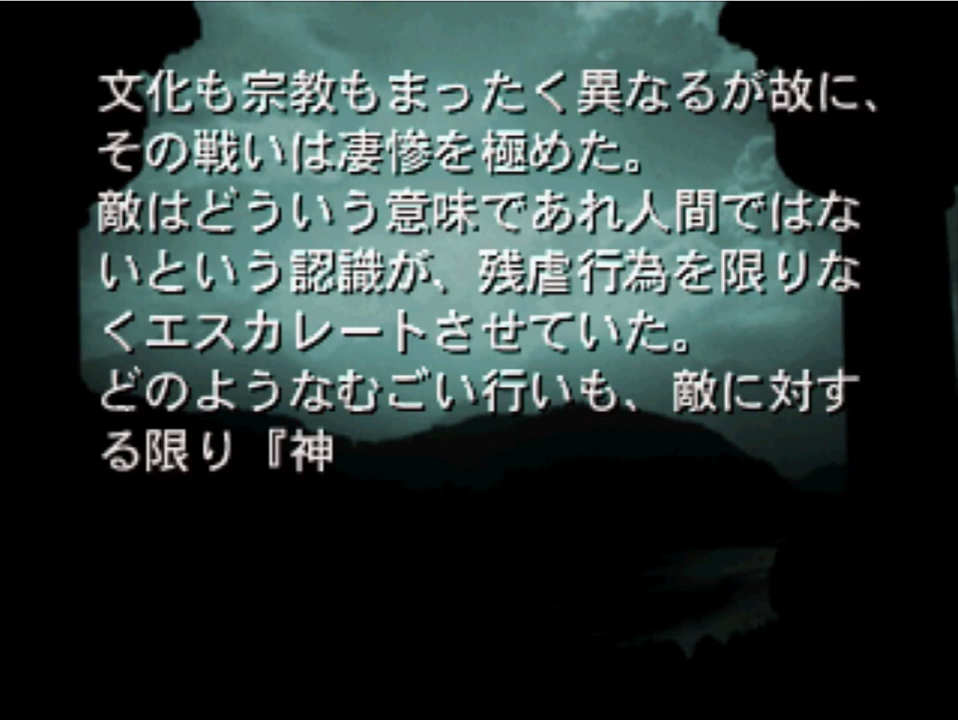 文化も宗教もまったく異なるが故に、
その戦いは凄惨を極めた。
敵はどういう意味であれ人間ではな
いという認識が、残虐行為を限りな
くエスカレートさせていた。
どのようなむごい行いも、敵に対す
る限り『神